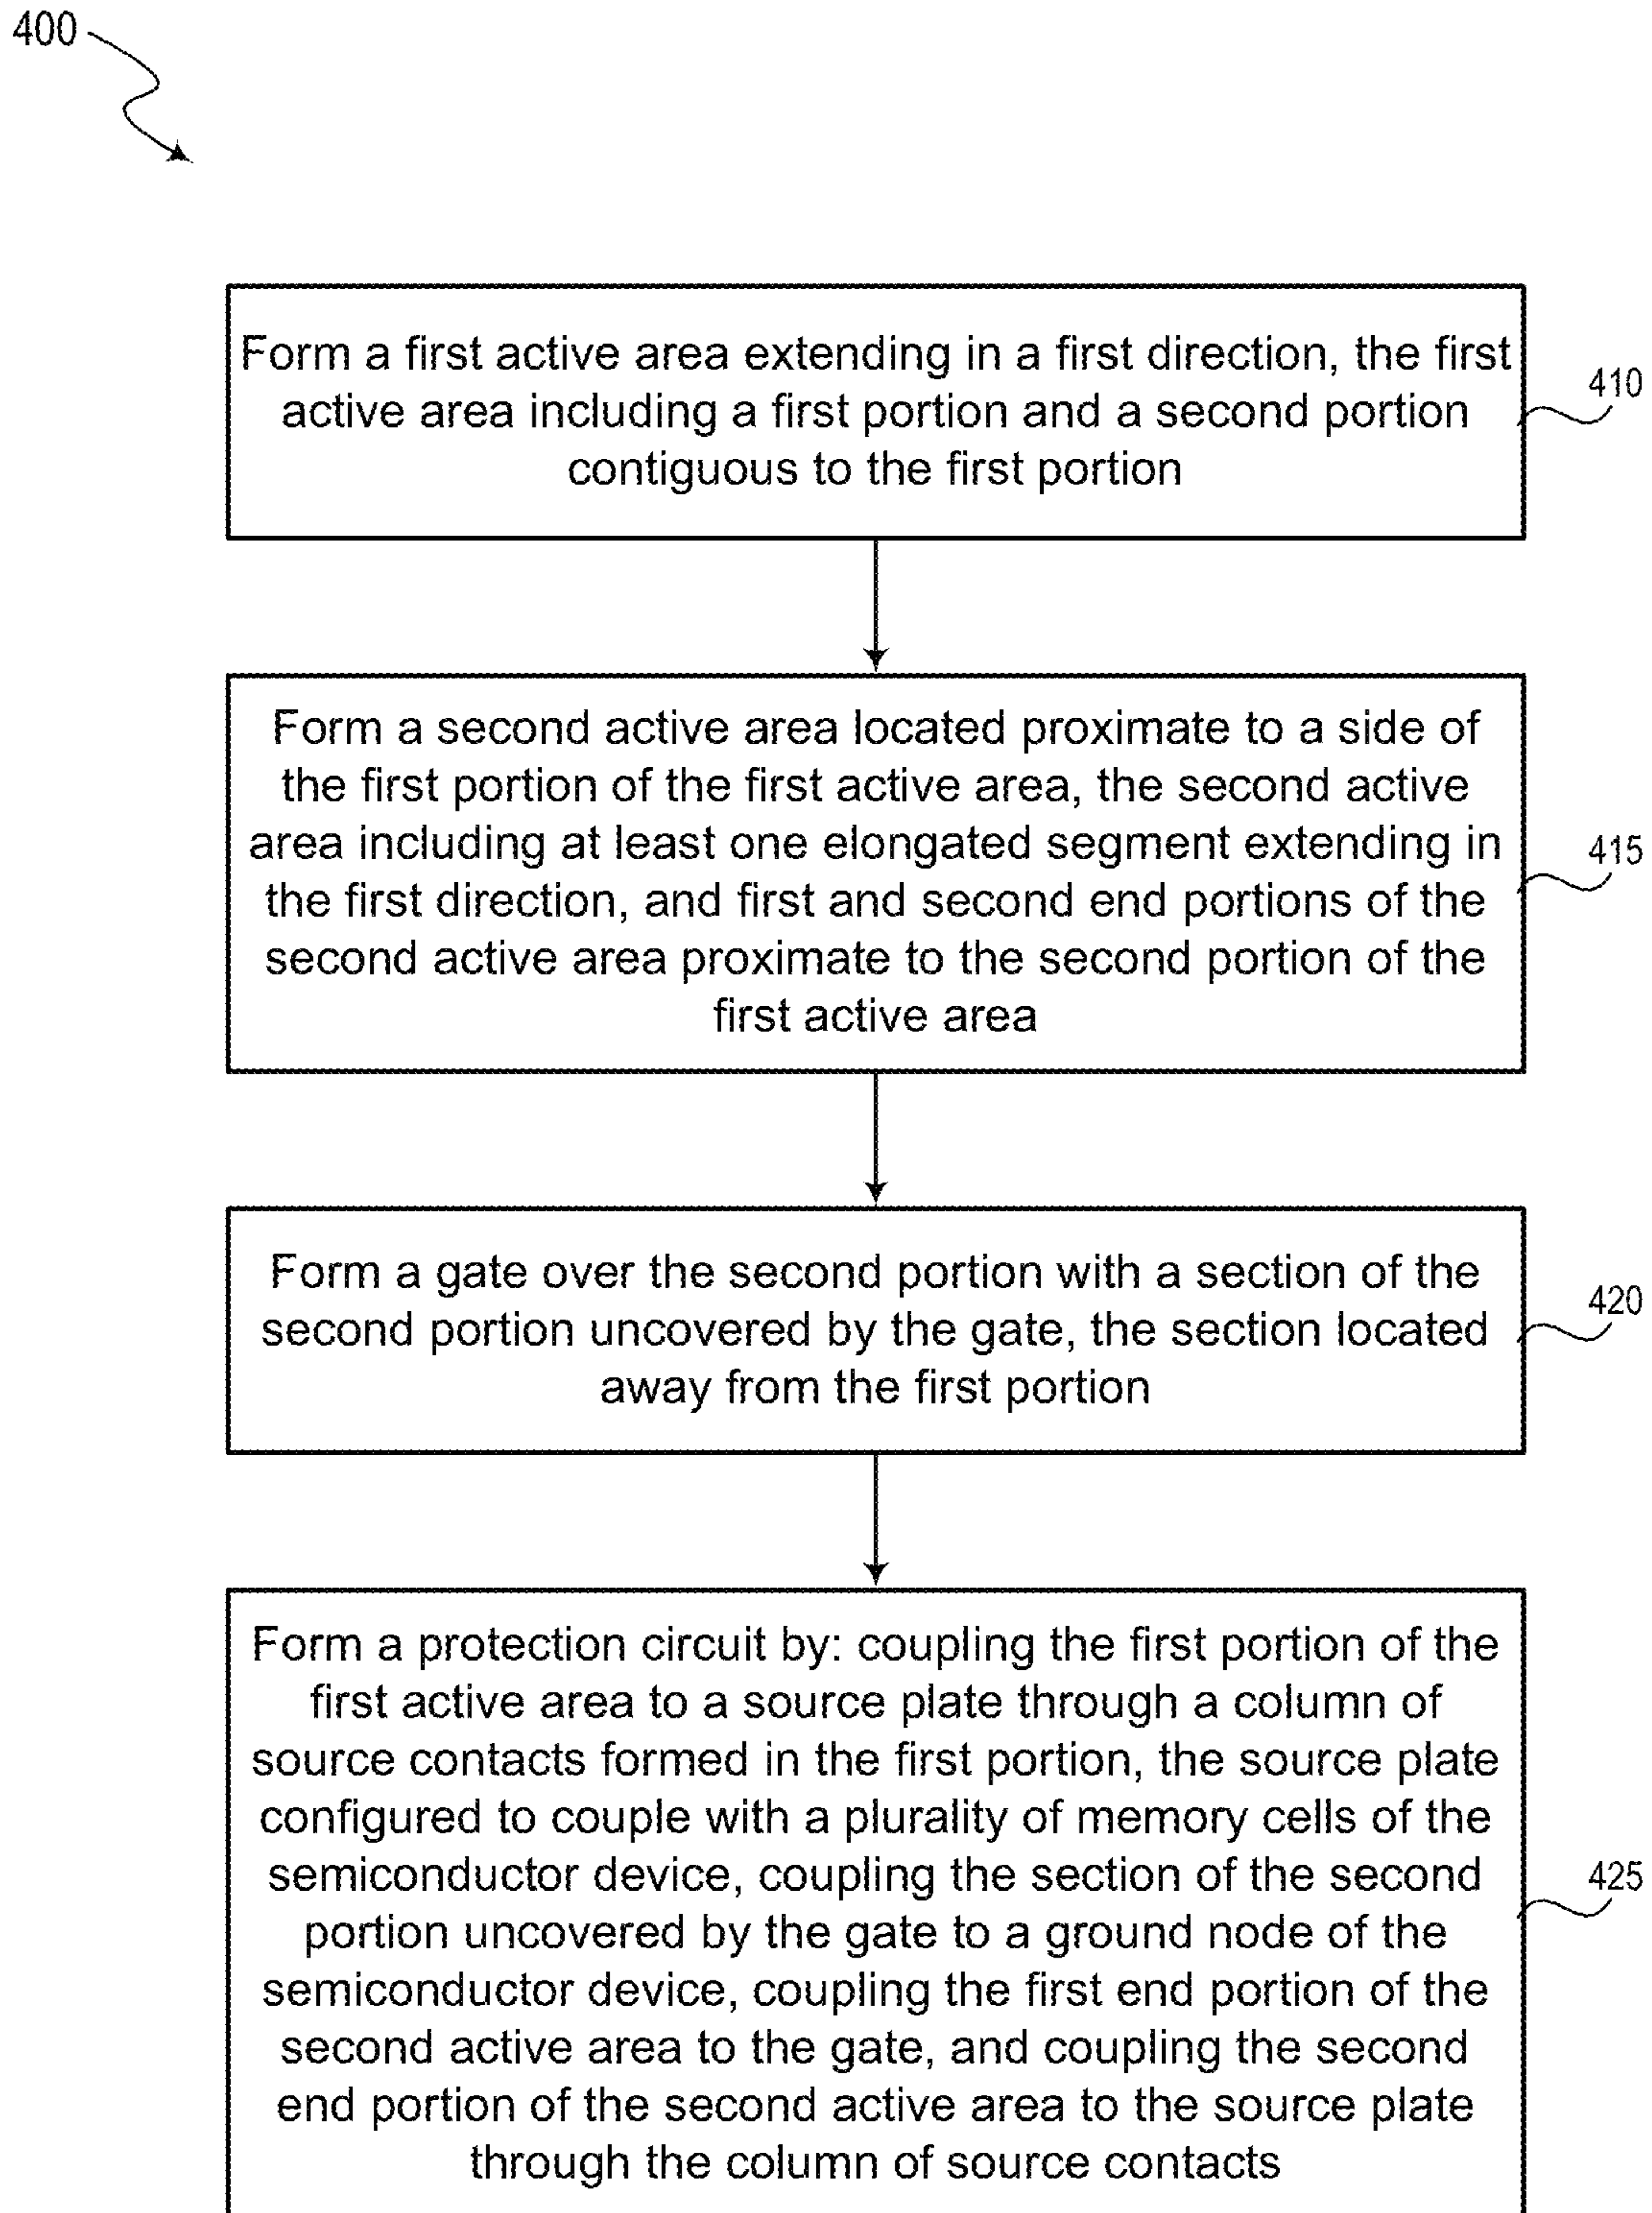 400
Form a first active area extending in a first direction, the first
active area including a first portion and a second portion
contiguous to the first portion
410
Form a second active area located proximate to a side of
the first portion of the first active area, the second active
area including at least one elongated segment extending in
the first direction, and first and second end portions of the
second active area proximate to the second portion of the
first active area
415
Form a gate over the second portion with a section of the
second portion uncovered by the gate, the section located
away from the first portion
420
Form a protection circuit by: coupling the first portion of the
first active area to a source plate through a column of
source contacts formed in the first portion, the source plate
configured to couple with a plurality of memory cells of the
semiconductor device, coupling the section of the second
portion uncovered by the gate to a ground node of the
semiconductor device, coupling the first end portion of the
second active area to the gate, and coupling the second
end portion of the second active area to the source plate
through the column of source contacts
425